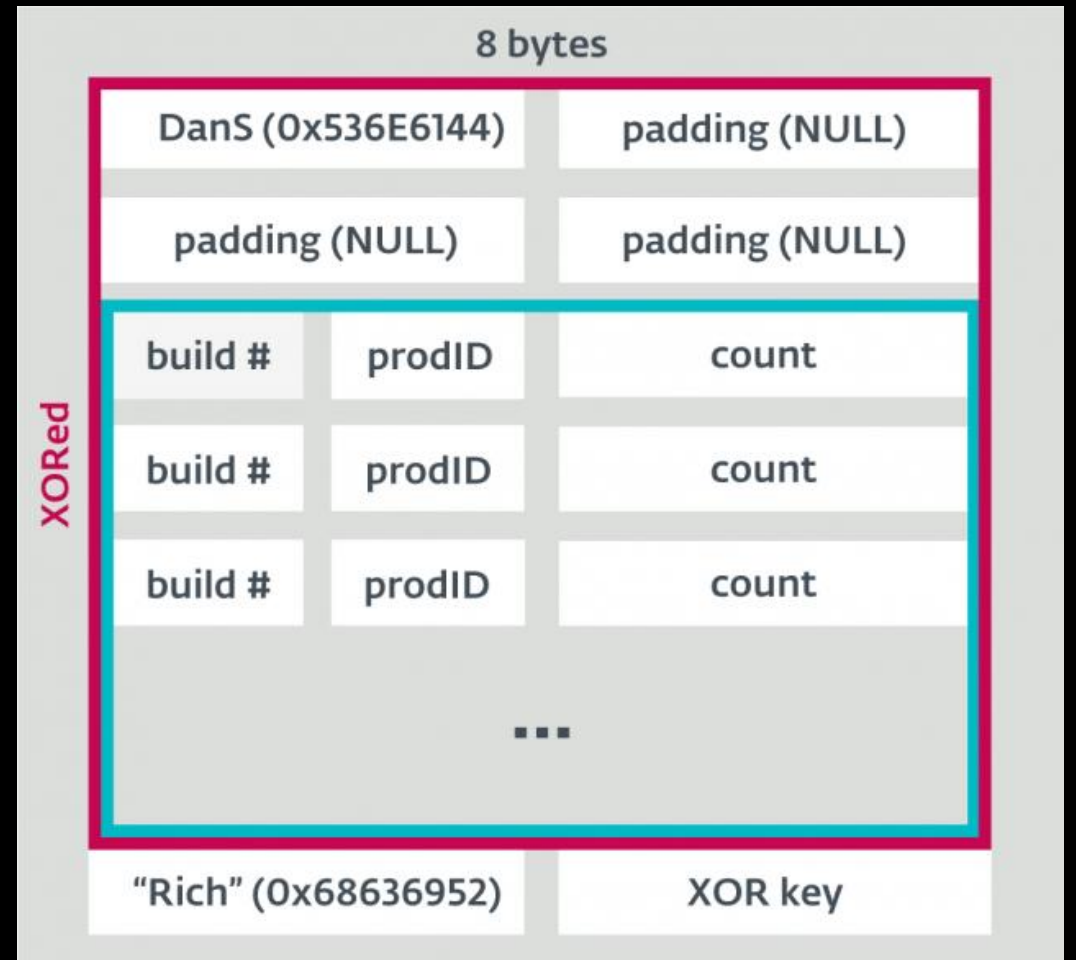 8 bytes
DanS (0x536E6144) padding (NULL)
padding (NULL) padding (NULL)
build # prodID count
XORed
build # prodID count
build # prodID count
...
"Rich" (0x68636952) XOR key